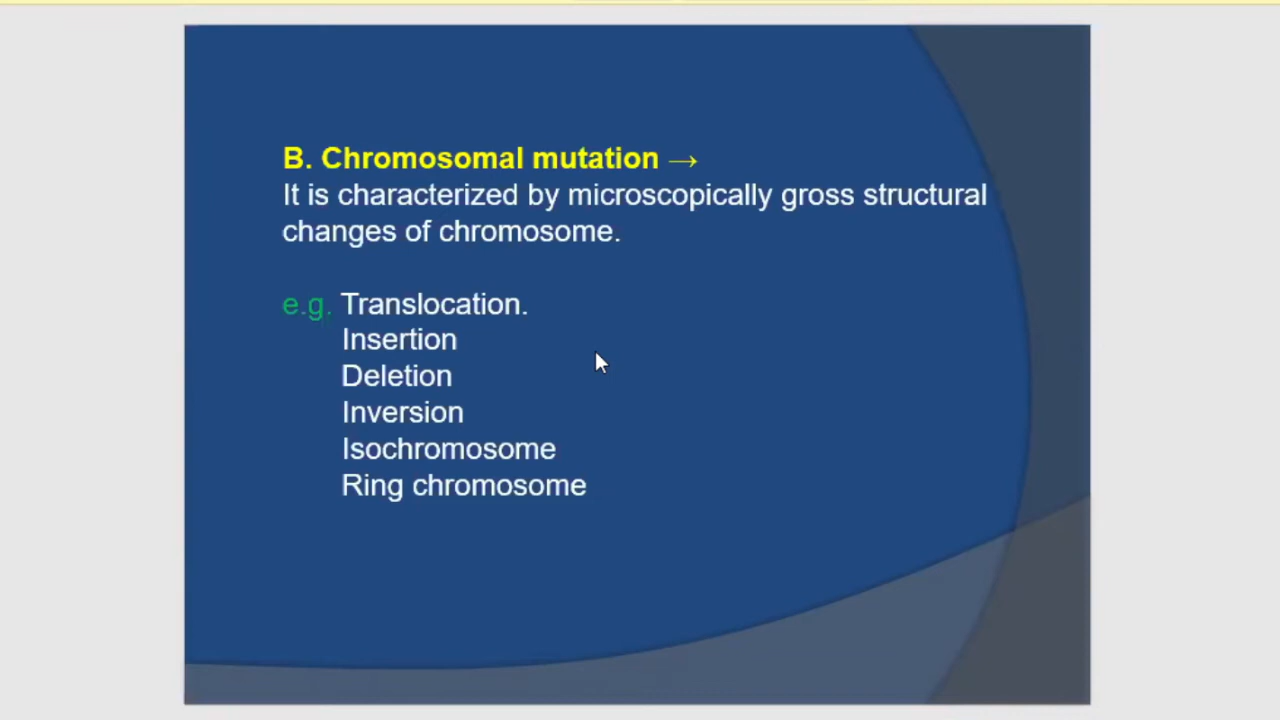 B. Chromosomal mutation →
It is characterized by microscopically gross structural
changes of chromosome.
e.g. Translocation.
Insertion
Deletion
Inversion
Isochromosome
Ring chromosome